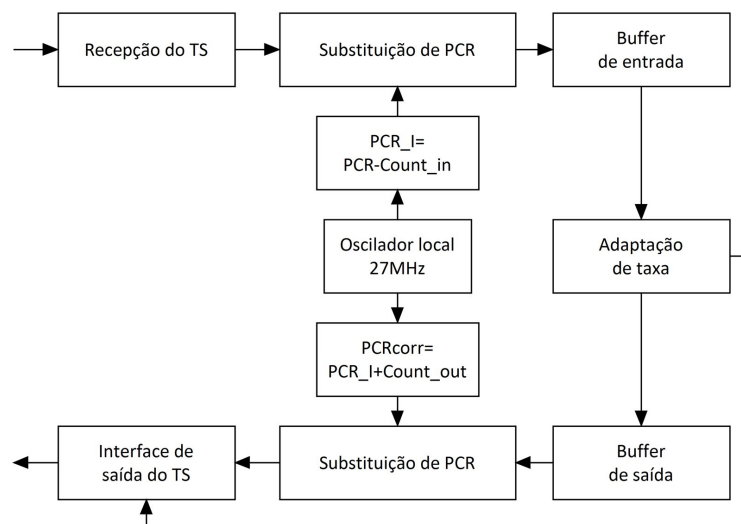 Recepção do TS
Substituição de PCR
Buffer
de entrada
PCR_I=
PCR-Count_in
Oscilador local
27MHz
Adaptação
de taxa
PCRcorr=
PCR_I+Count_out
Interface de
saída do TS
Substituição de PCR
Buffer
de saída